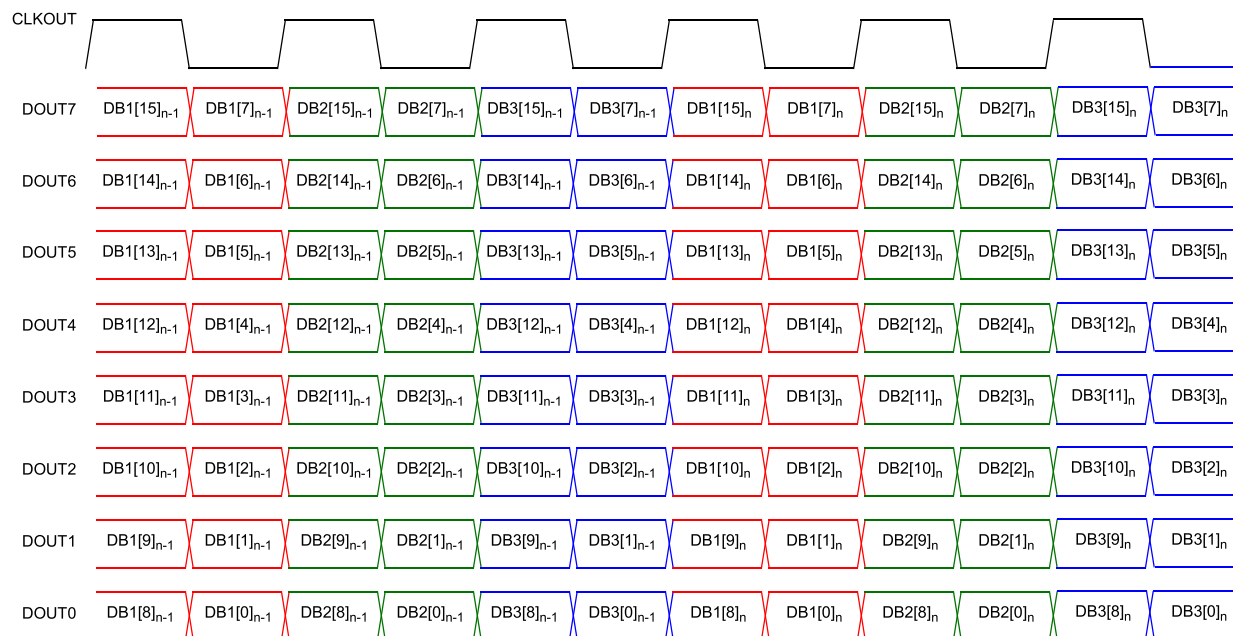 CLKOUT
DOUT7 DB1[15]n-1 DB1[7]n-1 DB2[15]n-1 DB2[7]n-1 DB3[15]n-1 DB3[7]n-1 DB1[15]n DB1[7]n DB2[15]n DB2[7]n DB3[15]n DB3[7]n
DOUT6 DB1[14]n-1 DB1[6]n-1 DB2[14]n-1 DB2[6]n-1 DB3[14]n-1 DB3[6]n-1 DB1[14]n DB1[6]n DB2[14]n DB2[6]n DB3[14]n DB3[6]n
DOUT5 DB1[13]n-1 DB1[5]n-1 DB2[13]n-1 DB2[5]n-1 DB3[13]n-1 DB3[5]n-1 DB1[13]n DB1[5]n DB2[13]n DB2[5]n DB3[13]n DB3[5]n
DOUT4 DB1[12]n-1 DB1[4]n-1 DB2[12]n-1 DB2[4]n-1 DB3[12]n-1 DB3[4]n-1 DB1[12]n DB1[4]n DB2[12]n DB2[4]n DB3[12]n DB3[4]n
DOUT3 DB1[11]n-1 DB1[3]n-1 DB2[11]n-1 DB2[3]n-1 DB3[11]n-1 DB3[3]n-1 DB1[11]n DB1[3]n DB2[11]n DB2[3]n DB3[11]n DB3[3]n
DOUT2 DB1[10]n-1 DB1[2]n-1 DB2[10]n-1 DB2[2]n-1 DB3[10]n-1 DB3[2]n-1 DB1[10]n DB1[2]n DB2[10]n DB2[2]n DB3[10]n DB3[2]n
DOUT1 DB1[9]n-1 DB1[1]n-1 DB2[9]n-1 DB2[1]n-1 DB3[9]n-1 DB3[1]n-1 DB1[9]n DB1[1]n DB2[9]n DB2[1]n DB3[9]n DB3[1]n
DOUT0 DB1[8]n-1 DB1[0]n-1 DB2[8]n-1 DB2[0]n-1 DB3[8]n-1 DB3[0]n-1 DB1[8]n DB1[0]n DB2[8]n DB2[0]n DB3[8]n DB3[0]n